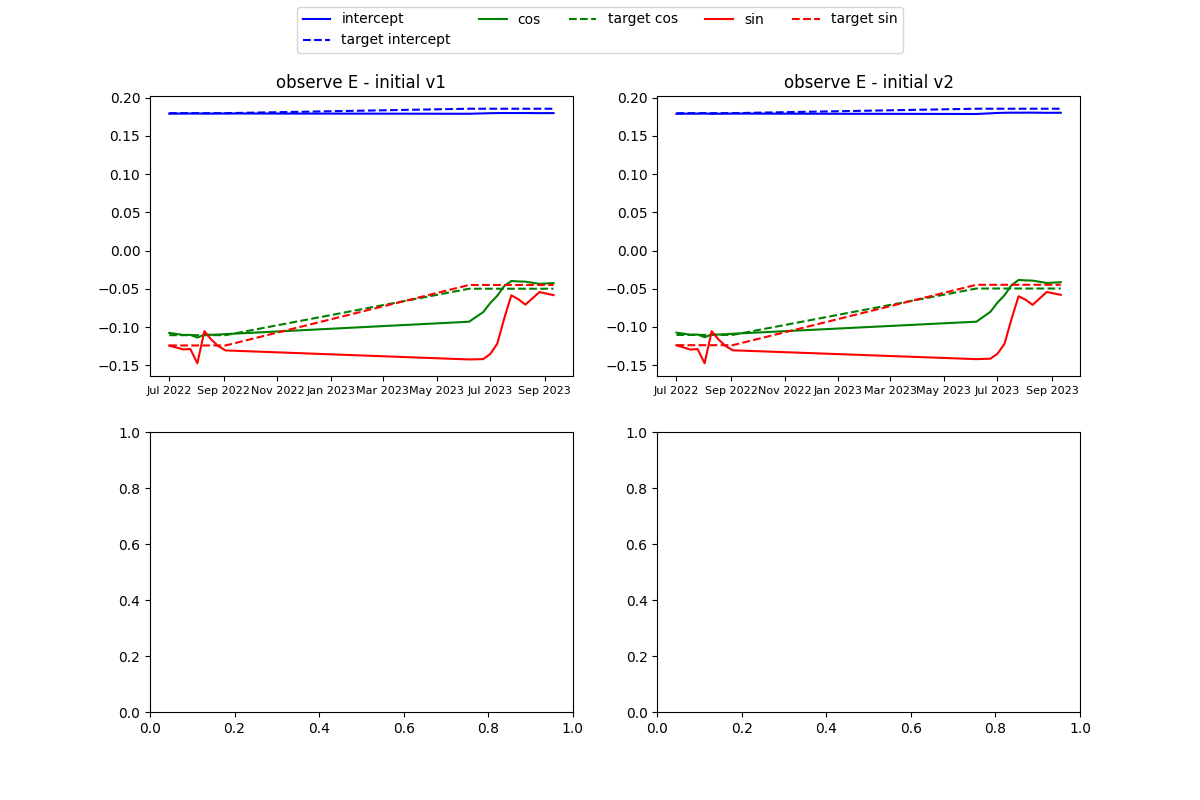 intercept cos target cos sin target sin
target intercept
observe E - initial v1 observe E - initial v2
0.20 0.20
0.15 0.15
0.10 0.10
0.05 0.05
0.00 0.00
−0.05 −0.05
−0.10 −0.10
−0.15 −0.15
Jul 2022 Sep 2022 Nov 2022 Jan 2023 Mar 2023 May 2023 Jul 2023 Sep 2023 Jul 2022 Sep 2022 Nov 2022 Jan 2023 Mar 2023 May 2023 Jul 2023 Sep 2023
1.0 1.0
0.8 0.8
0.6 0.6
0.4 0.4
0.2 0.2
0.0 0.0
0.0 0.2 0.4 0.6 0.8 1.0 0.0 0.2 0.4 0.6 0.8 1.0